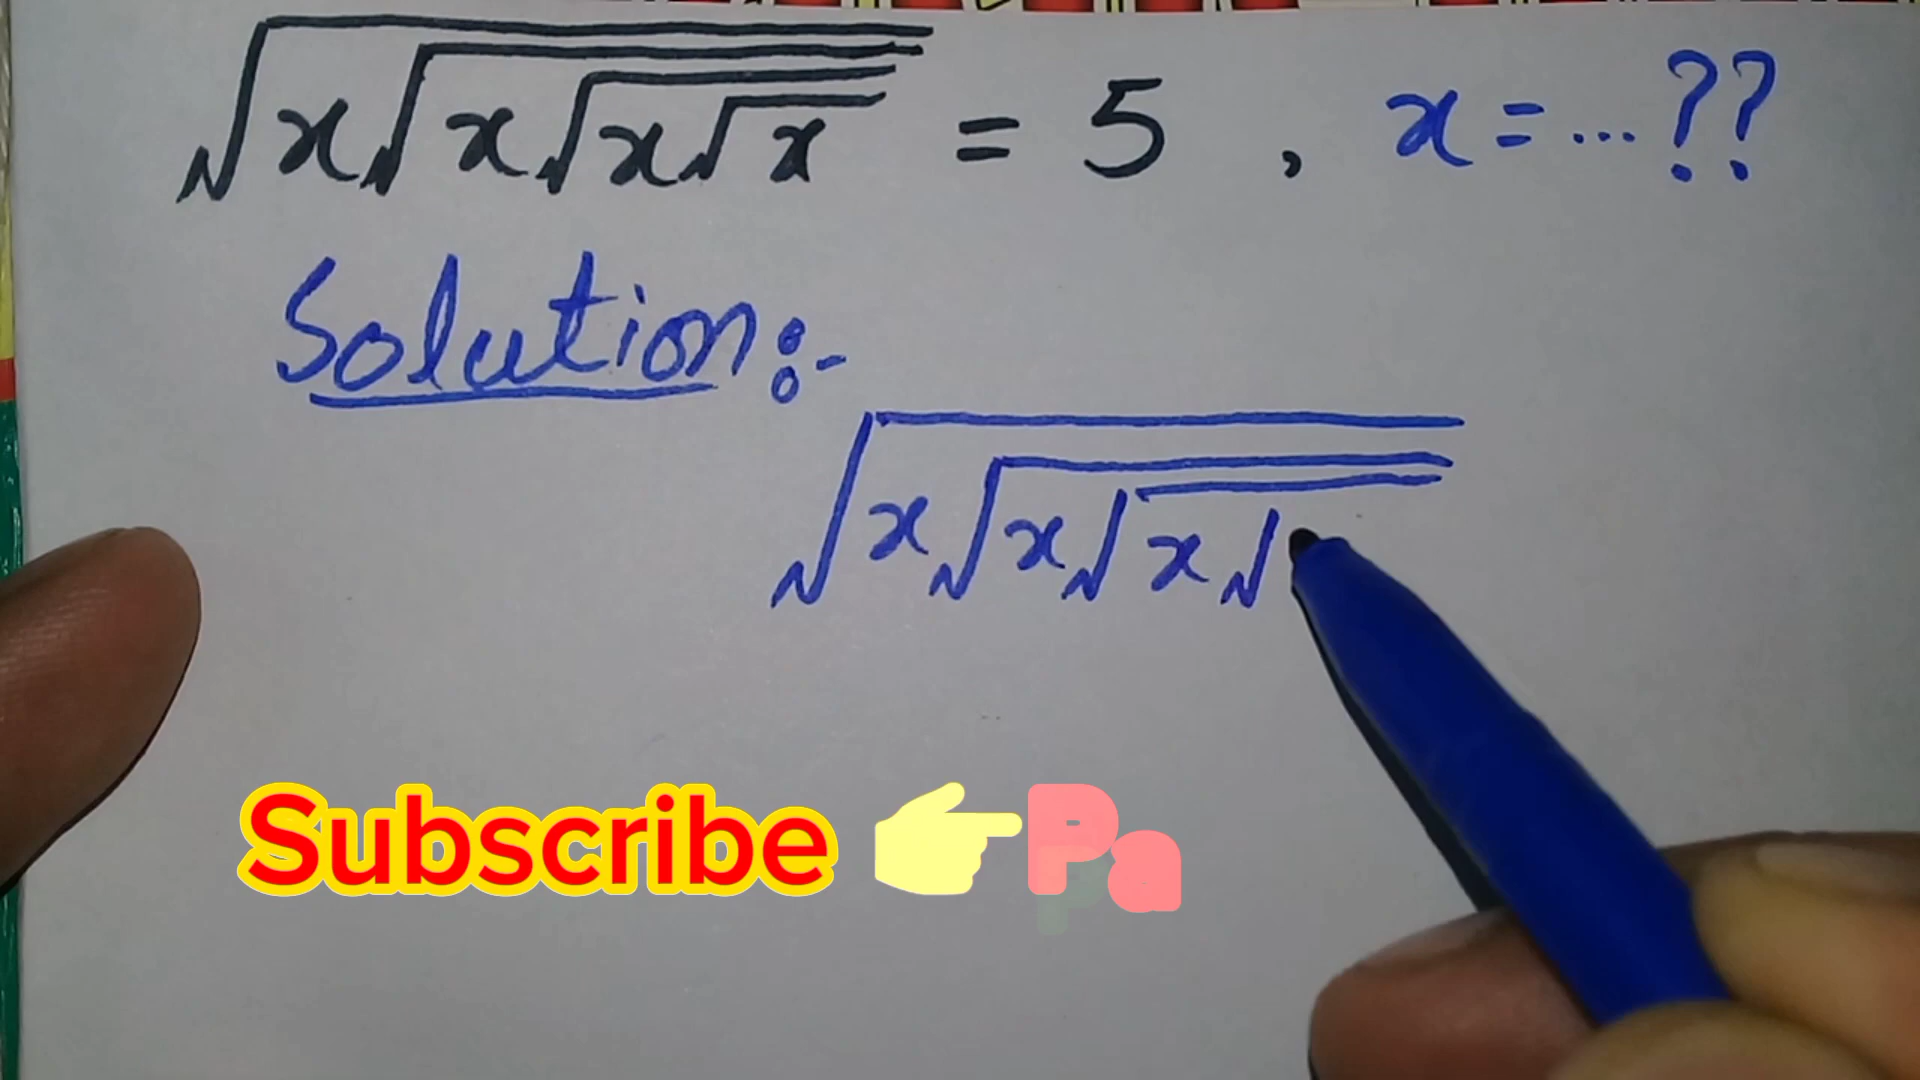 √x√x√x√x = 5 , x = ...??
Solution:-
√x√x√x√
Subscribe 👉Pa